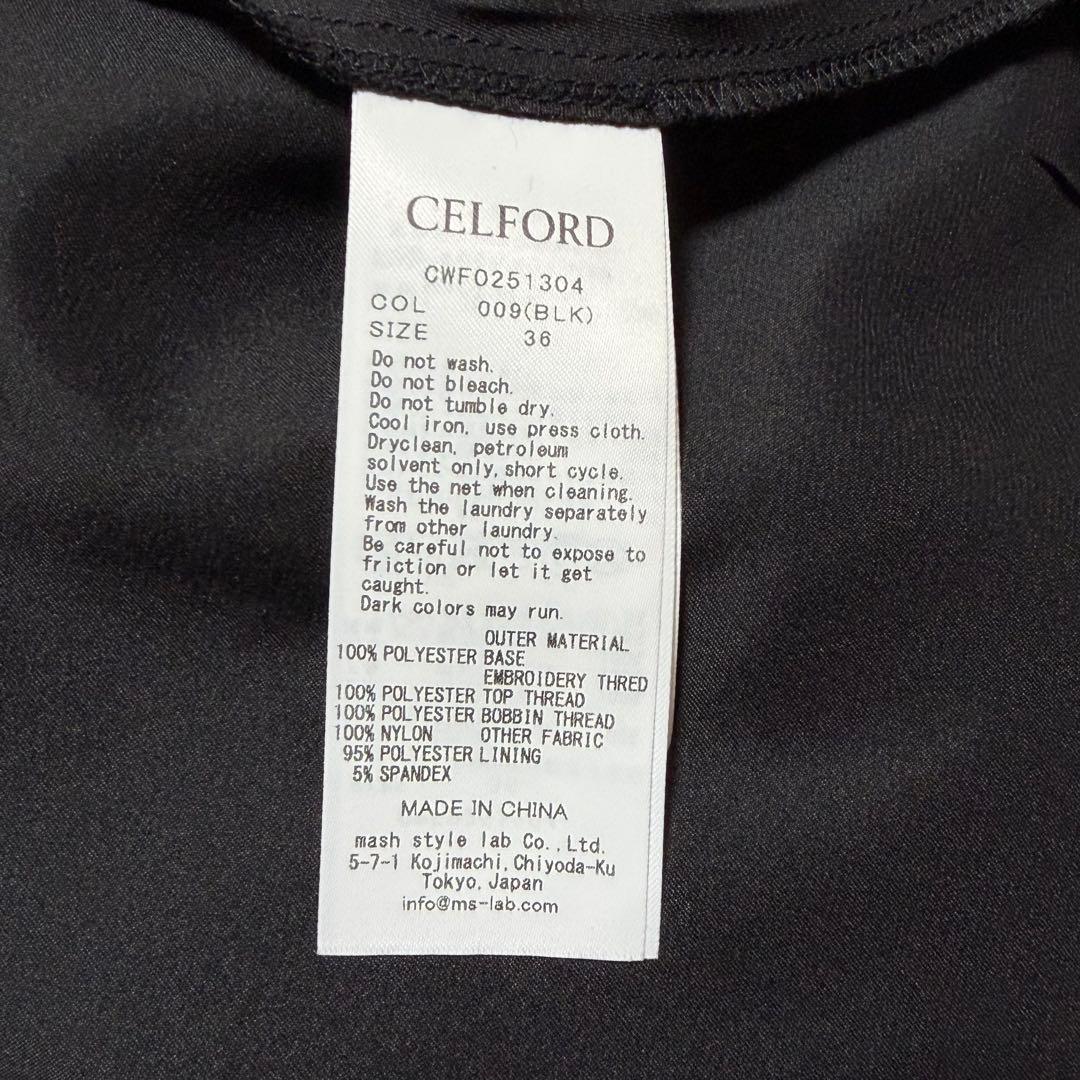 CELFORD
CWF0251304
COL 009(BLK)
SIZE 36
Do not wash.
Do not bleach.
Do not tumble dry.
Cool iron, use press cloth.
Dryclean, petroleum
solvent only, short cycle.
Use the net when cleaning.
Wash the laundry separately
from other laundry.
Be careful not to expose to
friction or let it get
caught.
Dark colors may run.
OUTER MATERIAL
100% POLYESTER BASE
EMBROIDERY THRED
100% POLYESTER TOP THREAD
100% POLYESTER BOBBIN THREAD
100% NYLON OTHER FABRIC
95% POLYESTER LINING
5% SPANDEX
MADE IN CHINA
mash style lab Co., Ltd.
5-7-1 Kojimachi, Chiyoda-Ku
Tokyo, Japan
info@ms-lab.com